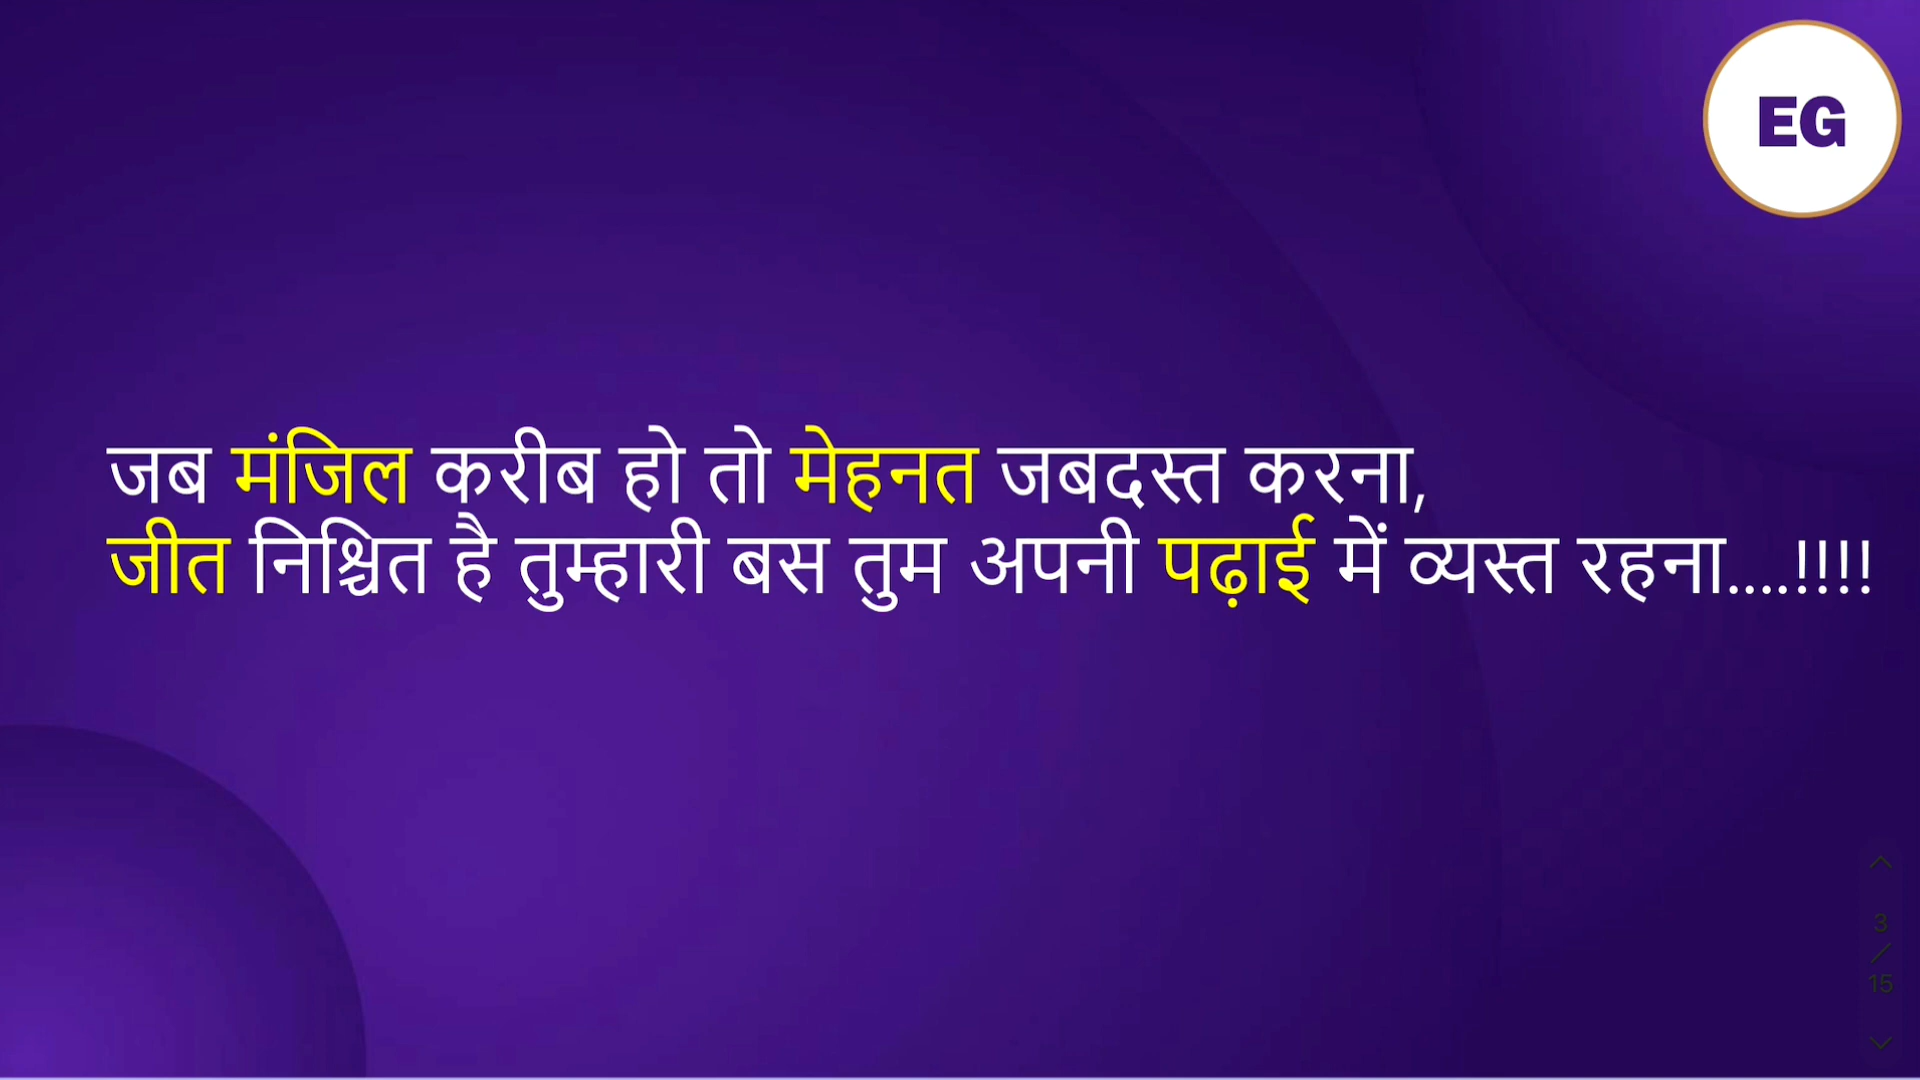 EG
जब मंजिल करीब हो तो मेहनत जबदस्त करना,
जीत निश्चित है तुम्हारी बस तुम अपनी पढ़ाई में व्यस्त रहना....!!!!
3
/
15